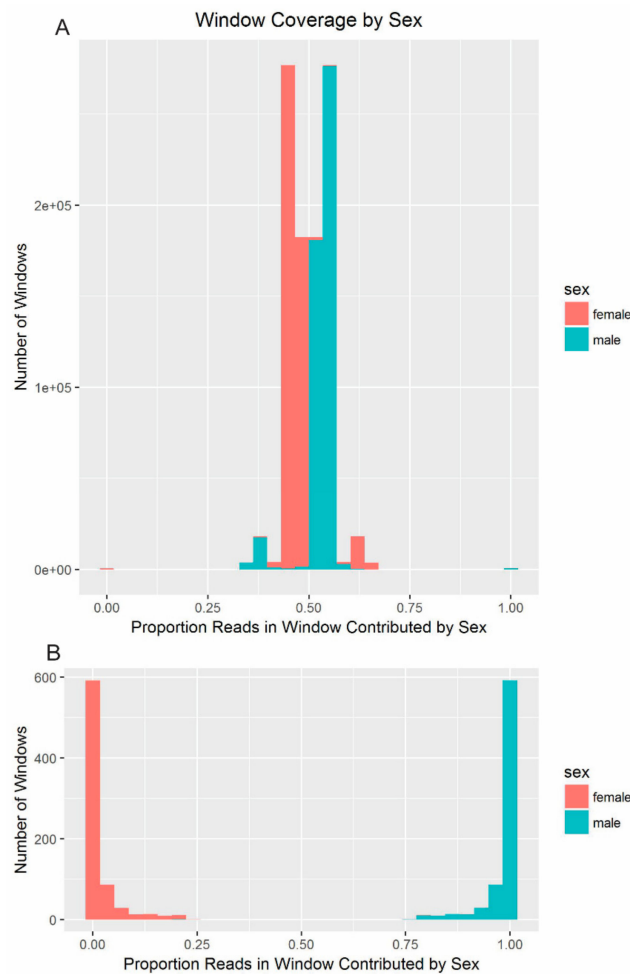 A
Window Coverage by Sex
Number of Windows
2e+05
1e+05
0e+00
0.00 0.25 0.50 0.75 1.00
Proportion Reads in Window Contributed by Sex
sex
female
male
B
Number of Windows
600
400
200
0
0.00 0.25 0.50 0.75 1.00
Proportion Reads in Window Contributed by Sex
sex
female
male